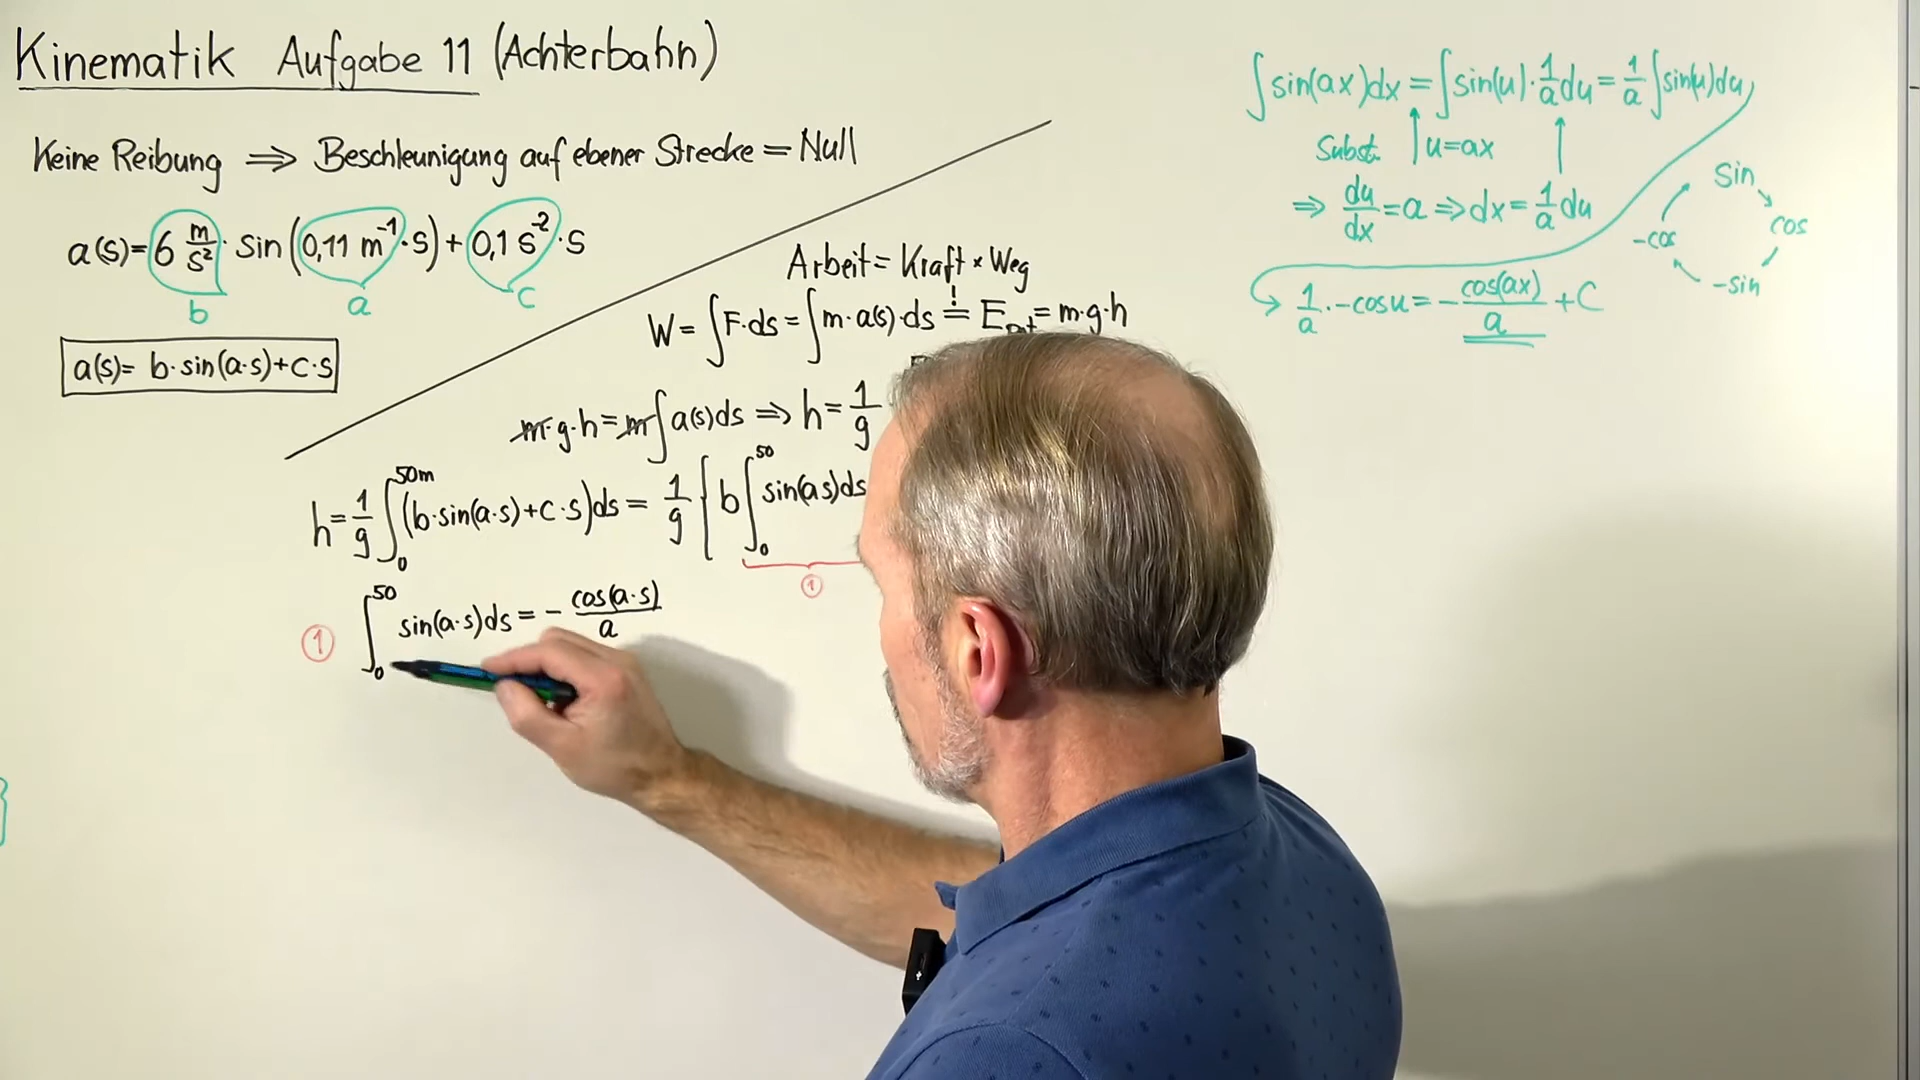 Kinematik Aufgabe 11 (Achterbahn)
Keine Reibung ⟹ Beschleunigung auf ebener Strecke = Null
a(s)= 6 m/s² · sin(0,11 m⁻¹·s)+0,1 s⁻²·s
b a c
a(s)= b·sin(a·s)+c·s
Arbeit = Kraft × Weg
W = ∫F·ds = ∫m·a(s)·ds =! E = m·g·h
m·g·h = m∫a(s)ds ⟹ h = 1/g
h = 1/g ∫₀^50m (b·sin(a·s)+c·s)ds = 1/g [ b ∫₀^50 sin(as)ds
①
① ∫₀^50 sin(a·s)ds = - cos(a·s)/a
∫sin(ax)dx = ∫sin(u)·1/a du = 1/a ∫sin(u)du
Subst. ↑ u=ax ↑
⟹ du/dx = a ⟹ dx = 1/a du
1/a · -cosu = - cos(ax)/a + C
sin
cos
-sin
-cos